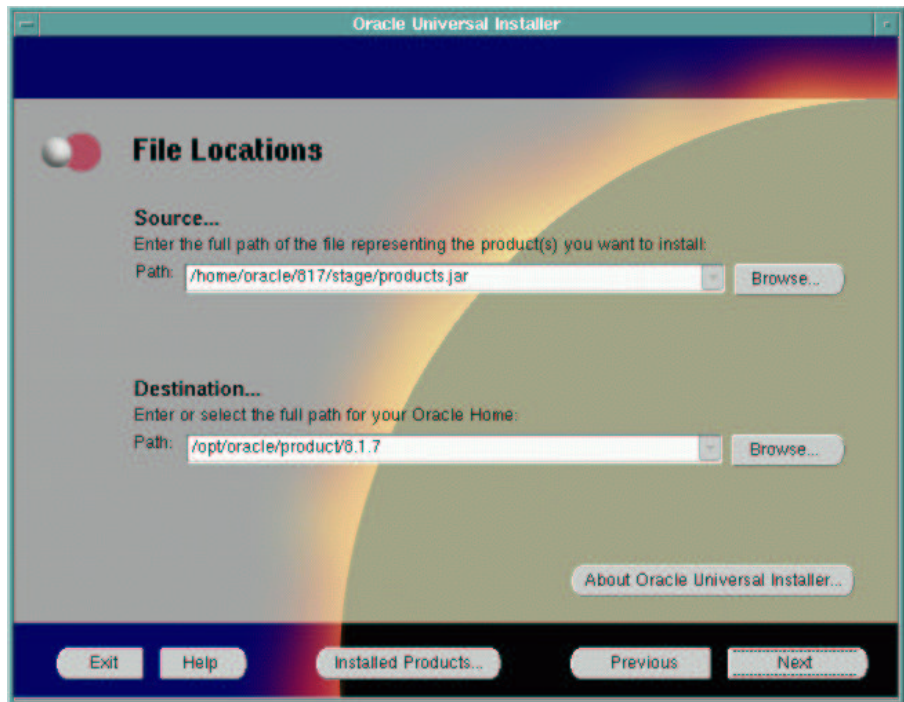 Oracle Universal Installer
File Locations
Source...
Enter the full path of the file representing the product(s) you want to install:
Path: /home/oracle/817/stage/products.jar Browse...
Destination...
Enter or select the full path for your Oracle Home:
Path: /opt/oracle/product/8.1.7 Browse...
About Oracle Universal Installer...
Exit Help Installed Products... Previous Next